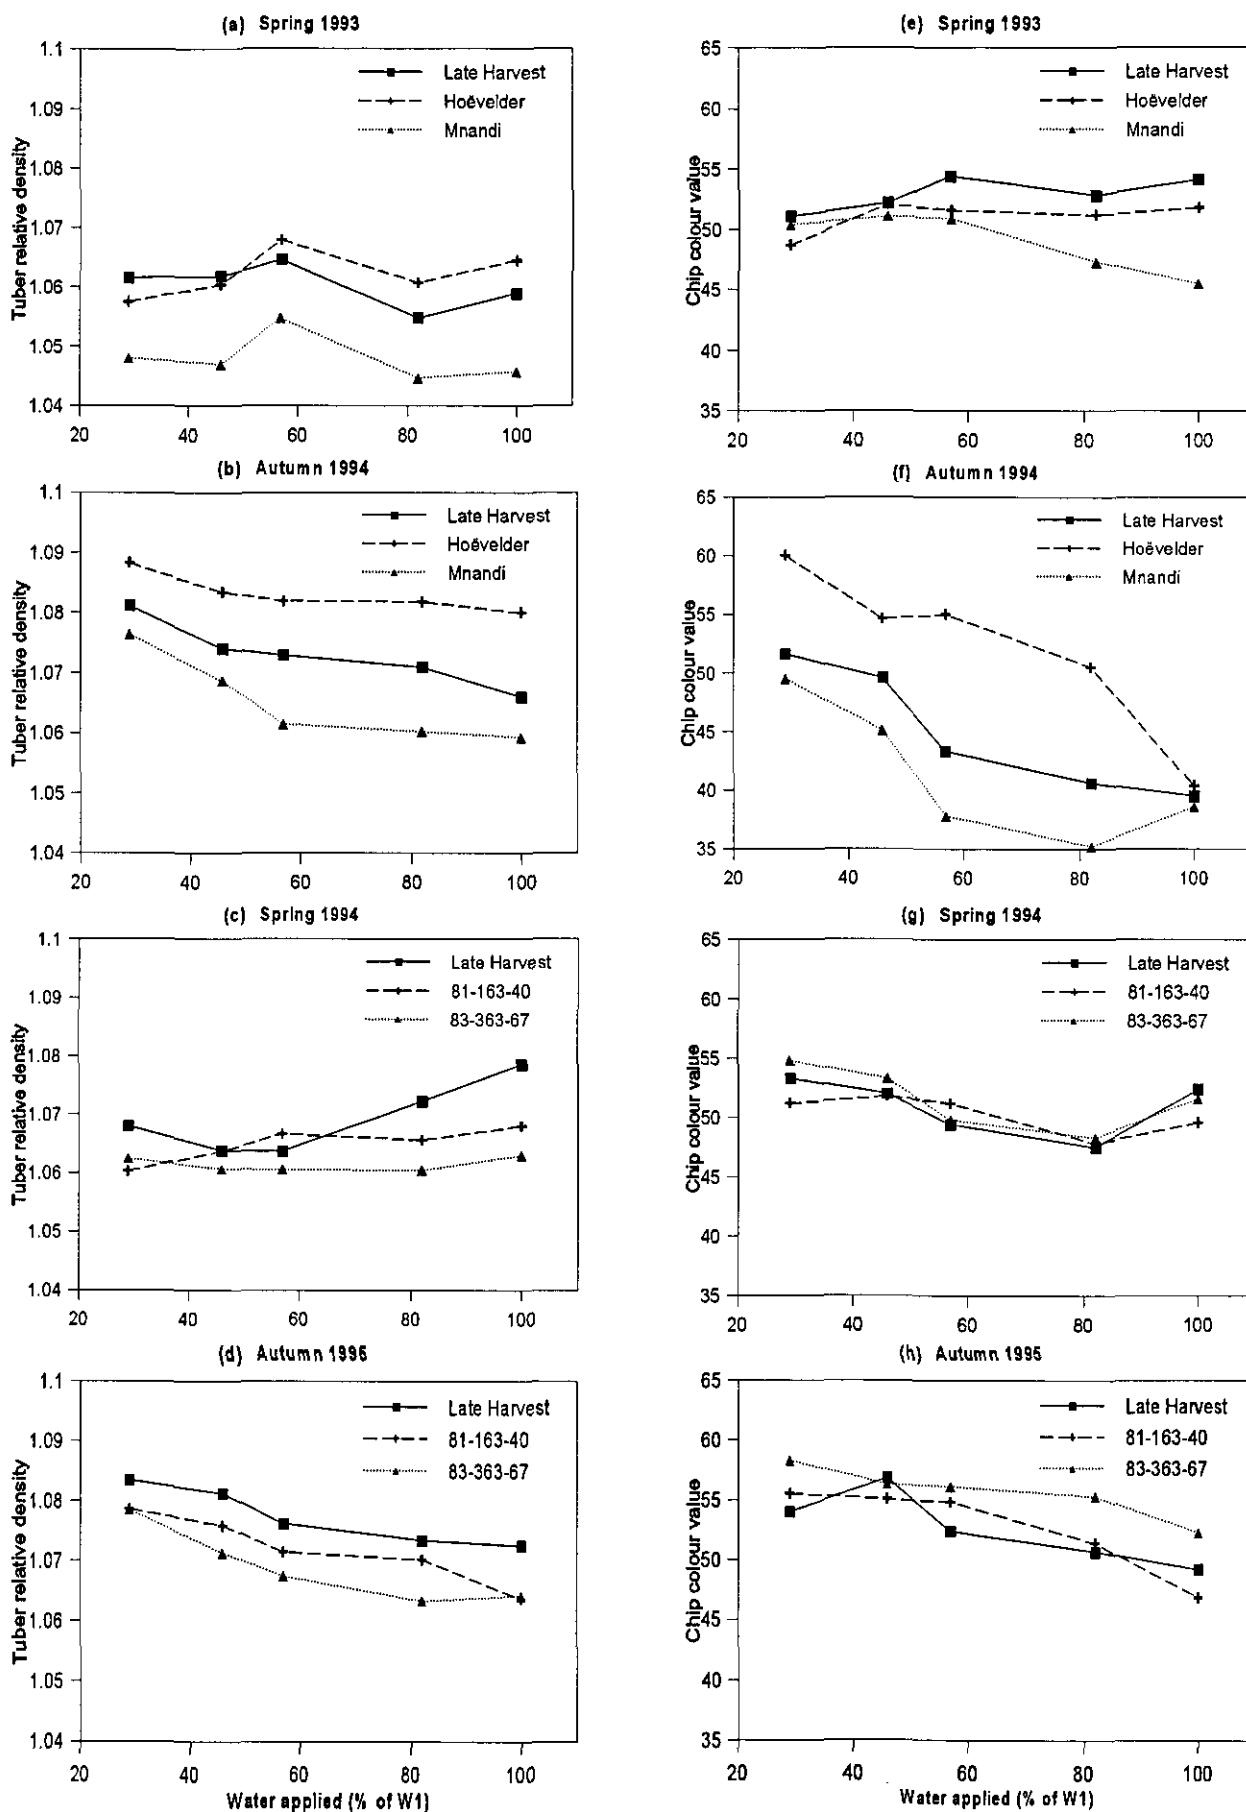 (a) Spring 1993
1.1
1.09
1.08
1.07
1.06
1.05
1.04
Tuber relative density
Late Harvest
Hoëvelder
Mnandi
20 40 60 80 100
(e) Spring 1993
65
60
55
50
45
40
35
Chip colour value
Late Harvest
Hoëvelder
Mnandi
20 40 60 80 100
(b) Autumn 1994
1.1
1.09
1.08
1.07
1.06
1.05
1.04
Tuber relative density
Late Harvest
Hoëvelder
Mnandi
20 40 60 80 100
(f) Autumn 1994
65
60
55
50
45
40
35
Chip colour value
Late Harvest
Hoëvelder
Mnandi
20 40 60 80 100
(c) Spring 1994
1.1
1.09
1.08
1.07
1.06
1.05
1.04
Tuber relative density
Late Harvest
81-163-40
83-363-67
20 40 60 80 100
(g) Spring 1994
65
60
55
50
45
40
35
Chip colour value
Late Harvest
81-163-40
83-363-67
20 40 60 80 100
(d) Autumn 1995
1.1
1.09
1.08
1.07
1.06
1.05
1.04
Tuber relative density
Late Harvest
81-163-40
83-363-67
20 40 60 80 100
Water applied (% of W1)
(h) Autumn 1995
65
60
55
50
45
40
35
Chip colour value
Late Harvest
81-163-40
83-363-67
20 40 60 80 100
Water applied (% of W1)